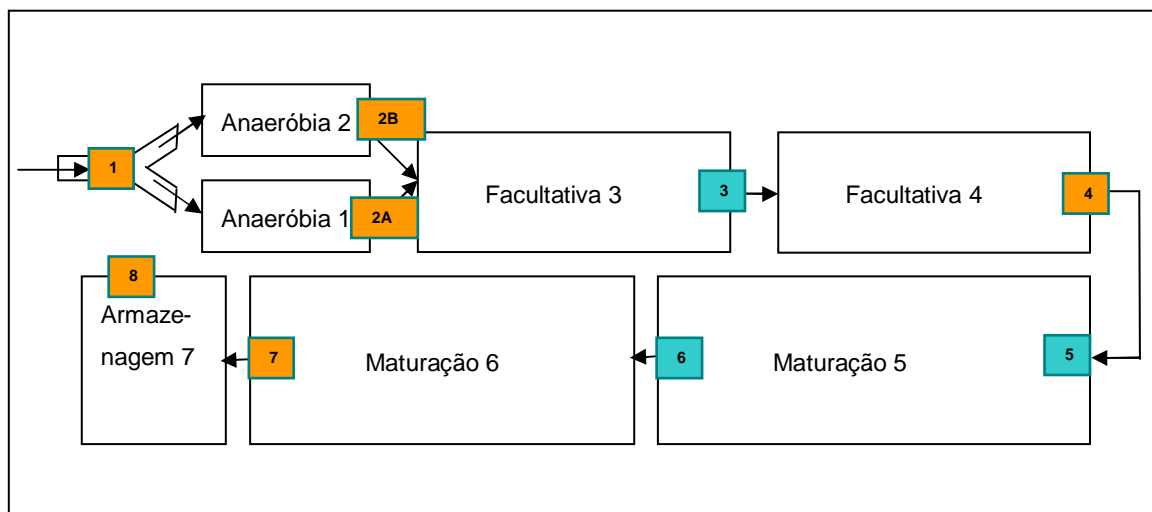 Anaeróbia 2
2B
1
Anaeróbia 1
2A
Facultativa 3
3
Facultativa 4
4
8
Armaze-
nagem 7
7
Maturação 6
6
Maturação 5
5